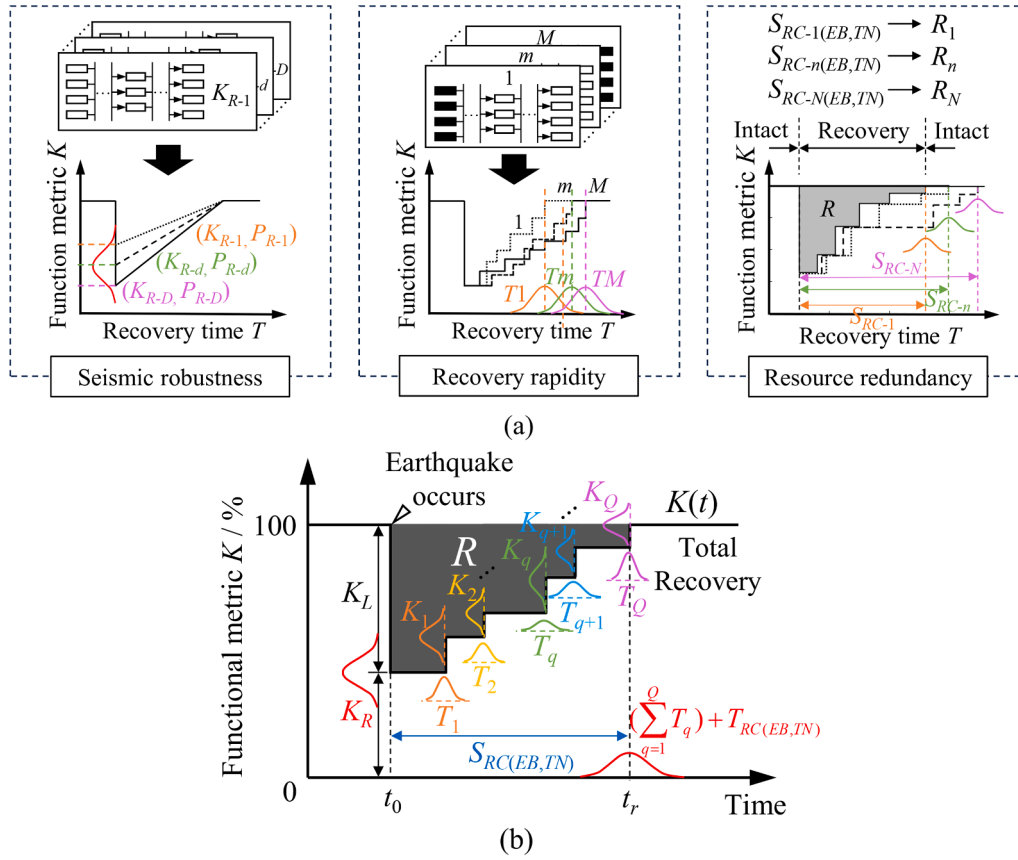 K_{R-1}
-d
-D
Function metric K
(K_{R-1}, P_{R-1})
(K_{R-d}, P_{R-d})
(K_{R-D}, P_{R-D})
Recovery time T
Seismic robustness
M
m
1
Function metric K
m
M
1
T1
Tm
TM
Recovery time T
Recovery rapidity
S_{RC-1(EB,TN)} → R_1
S_{RC-n(EB,TN)} → R_n
S_{RC-N(EB,TN)} → R_N
Intact
Recovery
Intact
Function metric K
R
S_{RC-N}
S_{RC-n}
S_{RC-1}
Recovery time T
Resource redundancy
(a)
Earthquake
occurs
Functional metric K / %
100
0
K_L
K_R
R
K_1
K_2
...
K_q
K_{q+1}
...
K_Q
K(t)
Total
Recovery
T_1
T_2
T_q
T_{q+1}
T_Q
(\sum_{q=1}^{Q} T_q) + T_{RC(EB,TN)}
S_{RC(EB,TN)}
t_0
t_r
Time
(b)